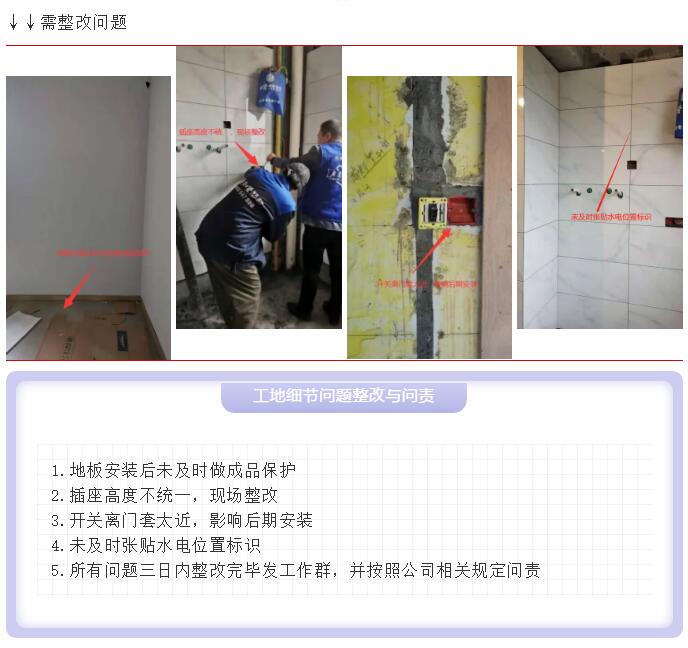 ↓↓需整改问题
插座高度不统一，现场整改
开关离门套太近，影响后期安装
未及时张贴水电位置标识
工地细节问题整改与问责
1.地板安装后未及时做成品保护
2.插座高度不统一，现场整改
3.开关离门套太近，影响后期安装
4.未及时张贴水电位置标识
5.所有问题三日内整改完毕发工作群，并按照公司相关规定问责